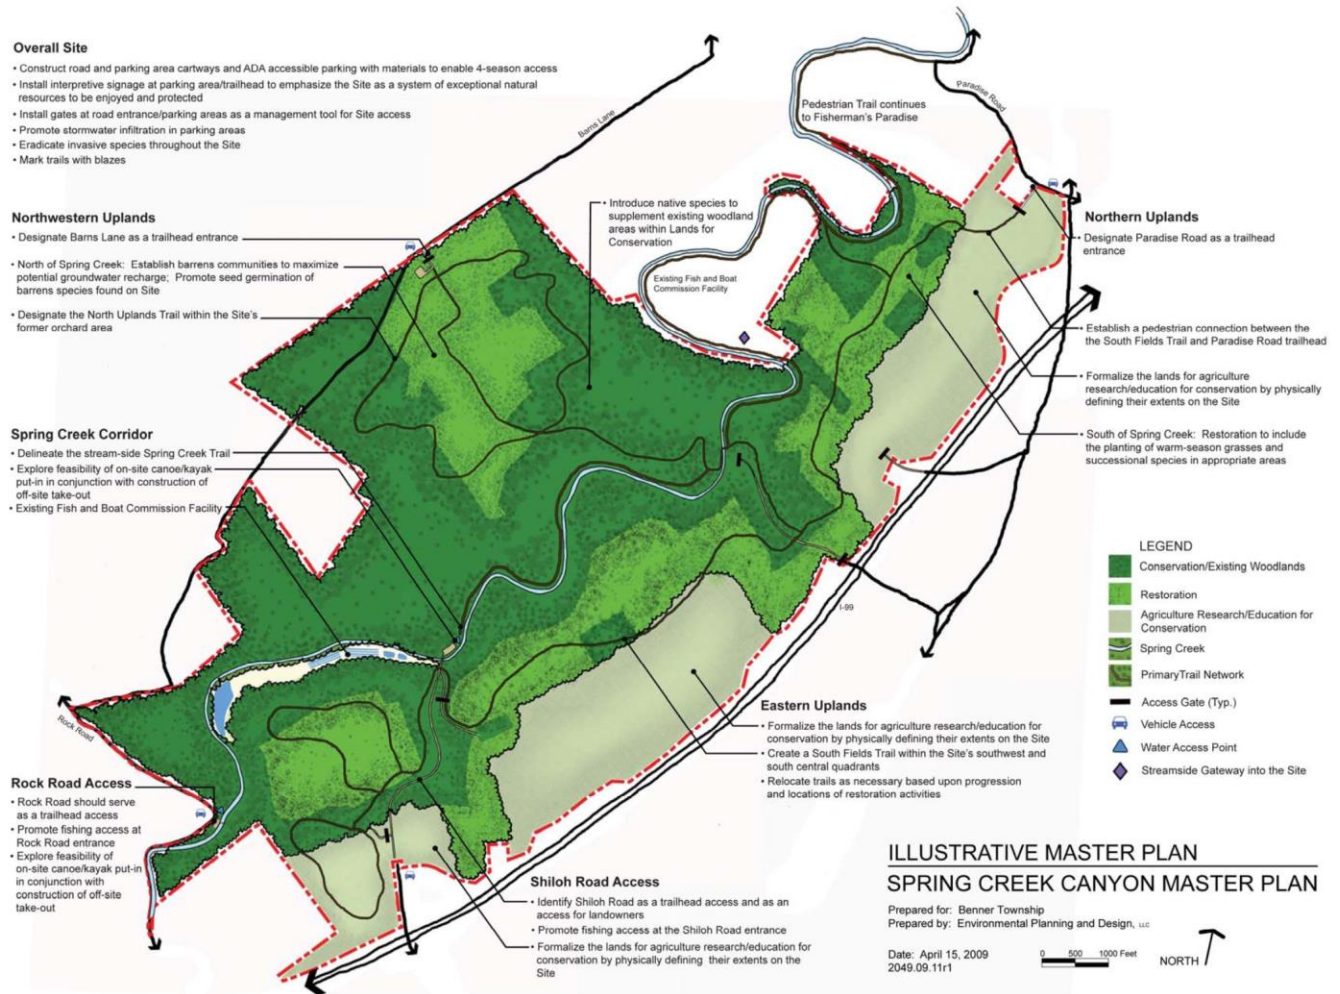 Overall Site
• Construct road and parking area cartways and ADA accessible parking with materials to enable 4-season access
• Install interpretive signage at parking area/trailhead to emphasize the Site as a system of exceptional natural
resources to be enjoyed and protected
• Install gates at road entrance/parking areas as a management tool for Site access
• Promote stormwater infiltration in parking areas
• Eradicate invasive species throughout the Site
• Mark trails with blazes
Barns Lane
Pedestrian Trail continues
to Fisherman's Paradise
Paradise Road
Northwestern Uplands
• Designate Barns Lane as a trailhead entrance
• North of Spring Creek: Establish barrens communities to maximize
potential groundwater recharge; Promote seed germination of
barrens species found on Site
• Designate the North Uplands Trail within the Site's
former orchard area
• Introduce native species to
supplement existing woodland
areas within Lands for
Conservation
Existing Fish and Boat
Commission Facility
Northern Uplands
• Designate Paradise Road as a trailhead
entrance
• Establish a pedestrian connection between the
the South Fields Trail and Paradise Road trailhead
• Formalize the lands for agriculture
research/education for conservation by physically
defining their extents on the Site
• South of Spring Creek: Restoration to include
the planting of warm-season grasses and
successional species in appropriate areas
Spring Creek Corridor
• Delineate the stream-side Spring Creek Trail
• Explore feasibility of on-site canoe/kayak
put-in in conjunction with construction of
off-site take-out
• Existing Fish and Boat Commission Facility
I-99
LEGEND
Conservation/Existing Woodlands
Restoration
Agriculture Research/Education for
Conservation
Spring Creek
PrimaryTrail Network
Access Gate (Typ.)
Vehicle Access
Water Access Point
Streamside Gateway into the Site
Rock Road
Eastern Uplands
• Formalize the lands for agriculture research/education for
conservation by physically defining their extents on the Site
• Create a South Fields Trail within the Site's southwest and
south central quadrants
• Relocate trails as necessary based upon progression
and locations of restoration activities
Rock Road Access
• Rock Road should serve
as a trailhead access
• Promote fishing access at
Rock Road entrance
• Explore feasibility of
on-site canoe/kayak put-in
in conjunction with
construction of off-site
take-out
Shiloh Road Access
• Identify Shiloh Road as a trailhead access and as an
access for landowners
• Promote fishing access at the Shiloh Road entrance
• Formalize the lands for agriculture research/education for
conservation by physically defining their extents on the
Site
ILLUSTRATIVE MASTER PLAN
SPRING CREEK CANYON MASTER PLAN
Prepared for: Benner Township
Prepared by: Environmental Planning and Design, LLC
Date: April 15, 2009
2049.09.11r1
0 500 1000 Feet
NORTH